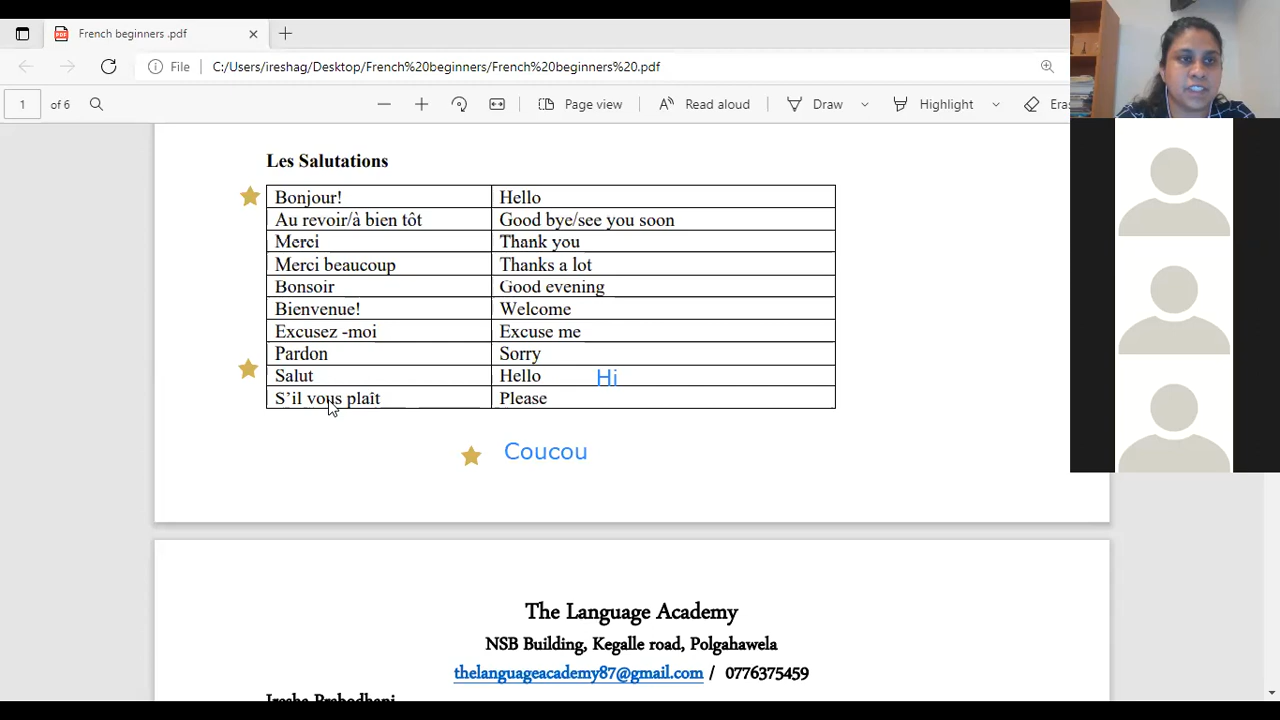 French beginners .pdf
File C:/Users/ireshag/Desktop/French%20beginners/French%20beginners%20.pdf
1 of 6 Page view Read aloud Draw Highlight
Les Salutations
Bonjour! Hello
Au revoir/à bien tôt Good bye/see you soon
Merci Thank you
Merci beaucoup Thanks a lot
Bonsoir Good evening
Bienvenue! Welcome
Excusez -moi Excuse me
Pardon Sorry
Salut Hello Hi
S'il vous plait Please
Coucou
The Language Academy
NSB Building, Kegalle road, Polgahawela
thelanguageacademy87@gmail.com / 0776375459
Iresha Prabodhani